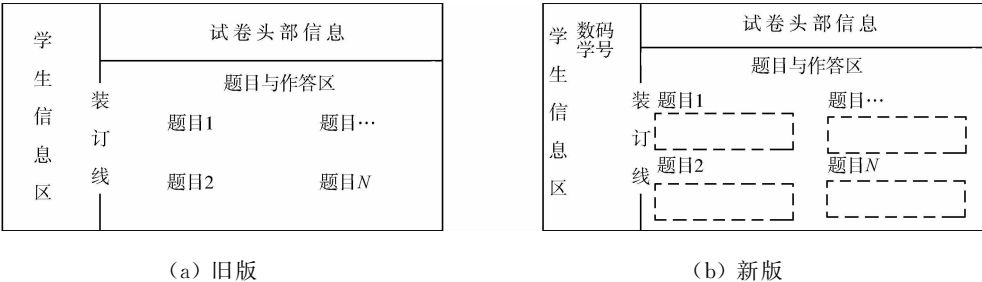 学生信息区
装订线
试卷头部信息
题目与作答区
题目1
题目…
题目2
题目N
(a) 旧版
学生信息区
数码
学号
装订线
试卷头部信息
题目与作答区
题目1
题目…
题目2
题目N
(b) 新版